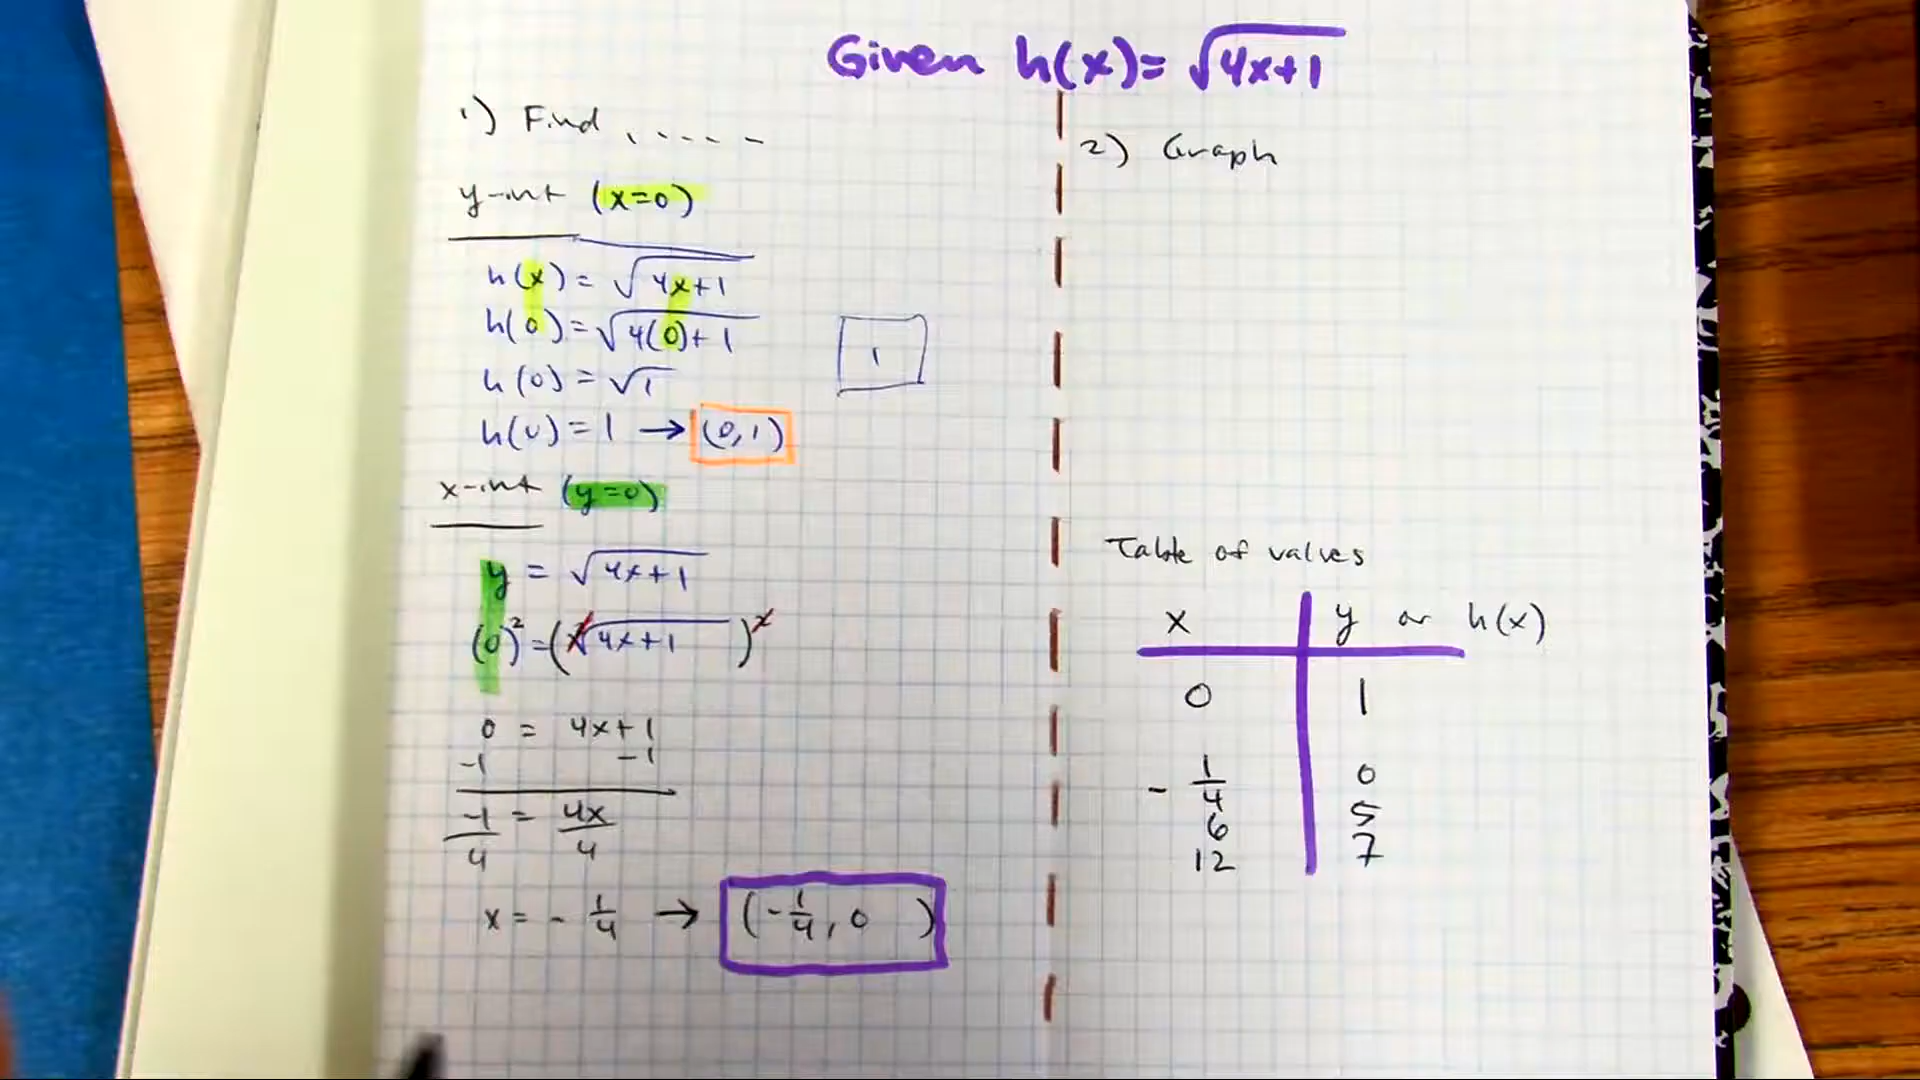 Given h(x)= √4x+1
1) Find , - - - -
y-int (x=0)
h(x) = √4x+1
h(0) = √4(0)+1
1
h(0) = √1
h(0) = 1 → (0,1)
x-int (y=0)
y = √4x+1
(0)² = (²√4x+1 )²
0 = 4x+1
-1 -1
-1/4 = 4x/4
x = - 1/4 → (-1/4, 0 )
2) Graph
Table of values
x y or h(x)
0 1
- 1/4 0
6 5
12 7